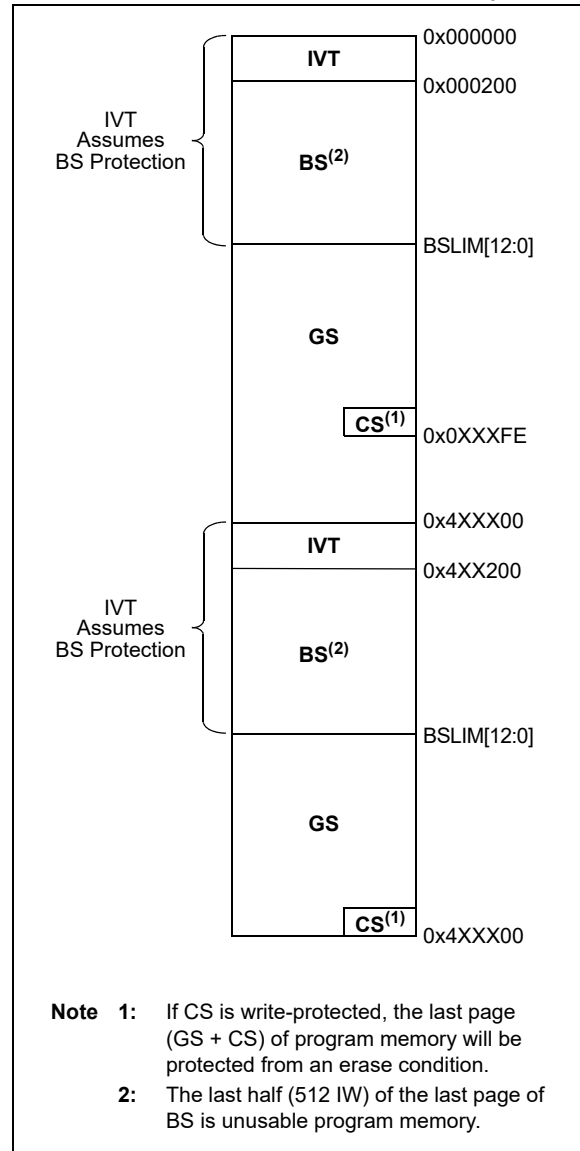 0x000000
IVT
0x000200
IVT
Assumes
BS Protection
BS(2)
BSLIM[12:0]
GS
CS(1)
0x0XXXFE
0x4XXX00
IVT
0x4XX200
IVT
Assumes
BS Protection
BS(2)
BSLIM[12:0]
GS
CS(1)
0x4XXX00
Note 1: If CS is write-protected, the last page
(GS + CS) of program memory will be
protected from an erase condition.
2: The last half (512 IW) of the last page of
BS is unusable program memory.